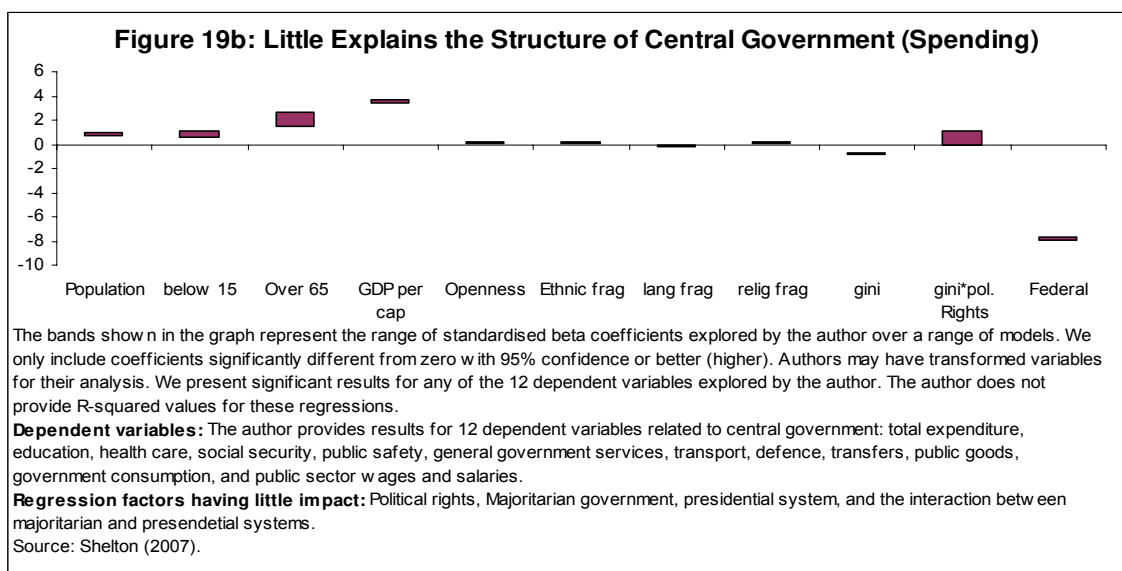 Figure 19b: Little Explains the Structure of Central Government (Spending)
6
4
2
0
-2
-4
-6
-8
-10
Population below 15 Over 65 GDP per cap Openness Ethnic frag lang frag relig frag gini gini*pol. Rights Federal
The bands shown in the graph represent the range of standardised beta coefficients explored by the author over a range of models. We
only include coefficients significantly different from zero with 95% confidence or better (higher). Authors may have transformed variables
for their analysis. We present significant results for any of the 12 dependent variables explored by the author. The author does not
provide R-squared values for these regressions.
Dependent variables: The author provides results for 12 dependent variables related to central government: total expenditure,
education, health care, social security, public safety, general government services, transport, defence, transfers, public goods,
government consumption, and public sector wages and salaries.
Regression factors having little impact: Political rights, Majoritarian government, presidential system, and the interaction between
majoritarian and presendetial systems.
Source: Shelton (2007).